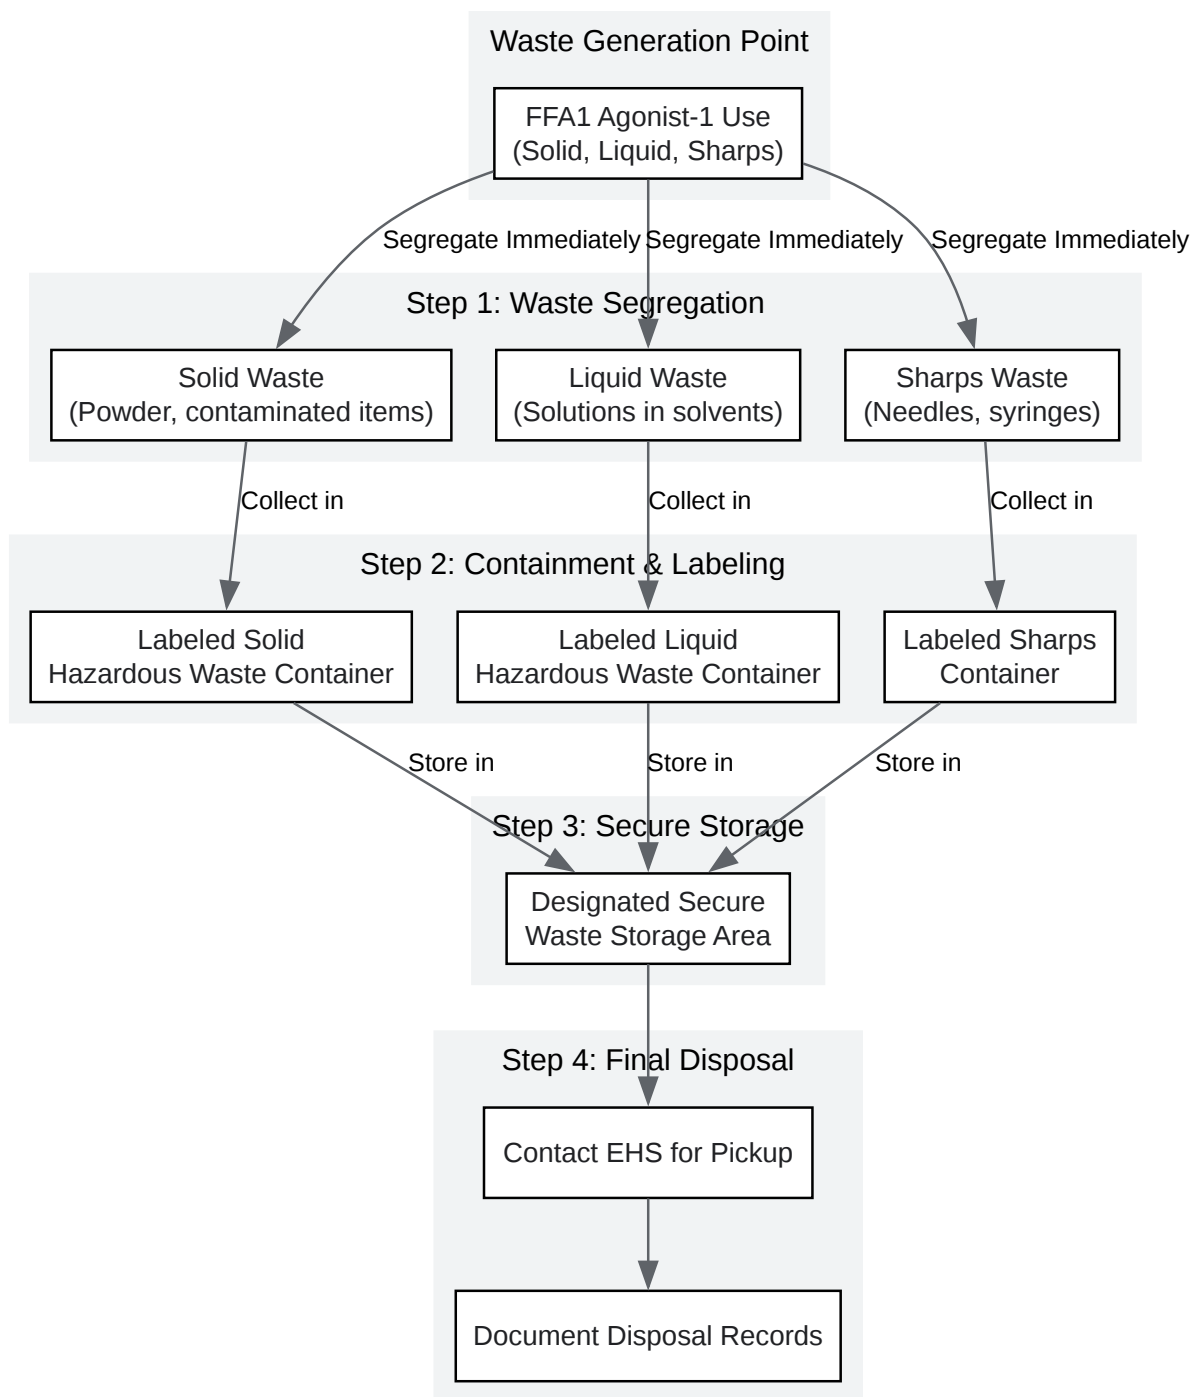 Waste Generation Point
FFA1 Agonist-1 Use
(Solid, Liquid, Sharps)
Segregate Immediately
Segregate Immediately
Segregate Immediately
Step 1: Waste Segregation
Solid Waste
(Powder, contaminated items)
Liquid Waste
(Solutions in solvents)
Sharps Waste
(Needles, syringes)
Collect in
Collect in
Collect in
Step 2: Containment & Labeling
Labeled Solid
Hazardous Waste Container
Labeled Liquid
Hazardous Waste Container
Labeled Sharps
Container
Store in
Store in
Store in
Step 3: Secure Storage
Designated Secure
Waste Storage Area
Step 4: Final Disposal
Contact EHS for Pickup
Document Disposal Records